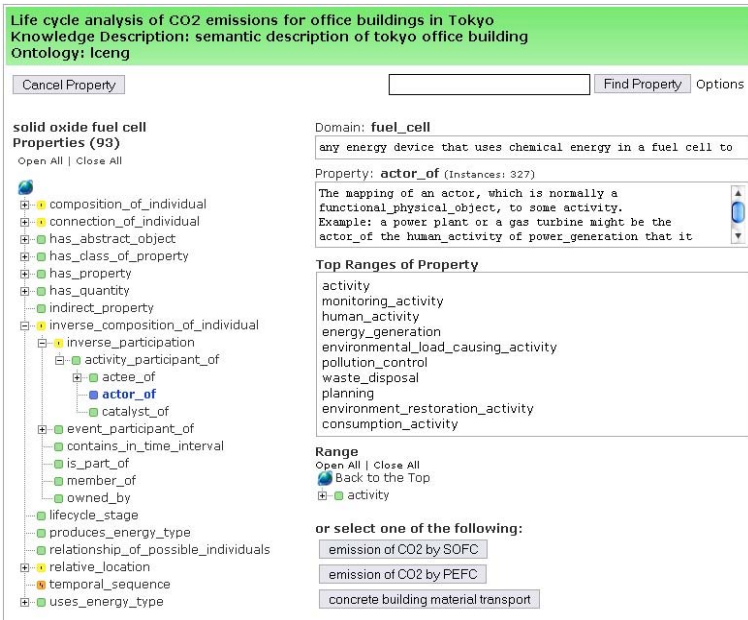 Life cycle analysis of CO2 emissions for office buildings in Tokyo
Knowledge Description: semantic description of tokyo office building
Ontology: lceng
Cancel Property
Find Property Options
solid oxide fuel cell
Properties (93)
Open All | Close All
composition_of_individual
connection_of_individual
has_abstract_object
has_class_of_property
has_property
has_quantity
indirect_property
inverse_composition_of_individual
inverse_participation
activity_participant_of
actee_of
actor_of
catalyst_of
event_participant_of
contains_in_time_interval
is_part_of
member_of
owned_by
lifecycle_stage
produces_energy_type
relationship_of_possible_individuals
relative_location
temporal_sequence
uses_energy_type
Domain: fuel_cell
any energy device that uses chemical energy in a fuel cell to
Property: actor_of (Instances: 327)
The mapping of an actor, which is normally a
functional_physical_object, to some activity.
Example: a power plant or a gas turbine might be the
actor_of the human_activity of power_generation that it
Top Ranges of Property
activity
monitoring_activity
human_activity
energy_generation
environmental_load_causing_activity
pollution_control
waste_disposal
planning
environment_restoration_activity
consumption_activity
Range
Open All | Close All
Back to the Top
activity
or select one of the following:
emission of CO2 by SOFC
emission of CO2 by PEFC
concrete building material transport